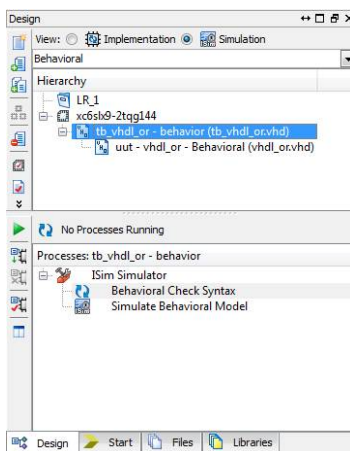 Design
View: Implementation Simulation
Behavioral
Hierarchy
LR_1
xc6slx9-2tqg144
tb_vhdl_or - behavior (tb_vhdl_or.vhd)
uut - vhdl_or - Behavioral (vhdl_or.vhd)
No Processes Running
Processes: tb_vhdl_or - behavior
ISim Simulator
Behavioral Check Syntax
Simulate Behavioral Model
Design Start Files Libraries